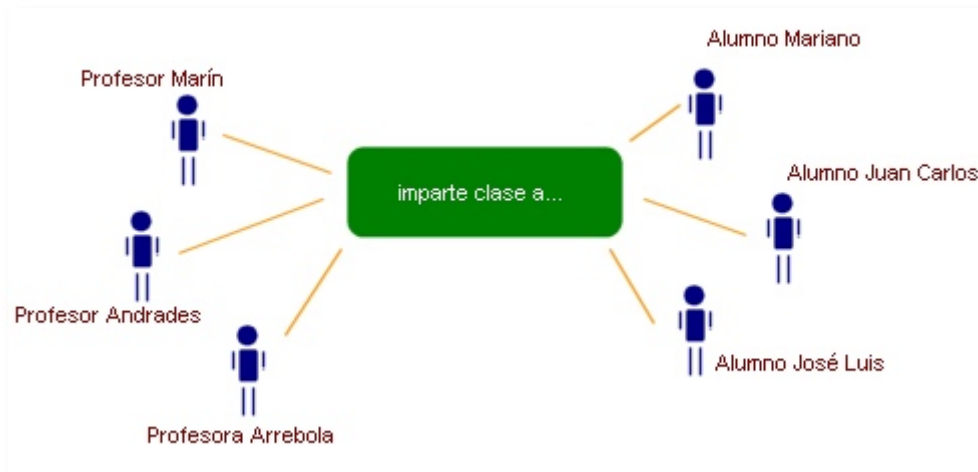 Alumno Mariano
Profesor Marín
imparte clase a...
Alumno Juan Carlos
Profesor Andrades
Alumno José Luis
Profesora Arrebola